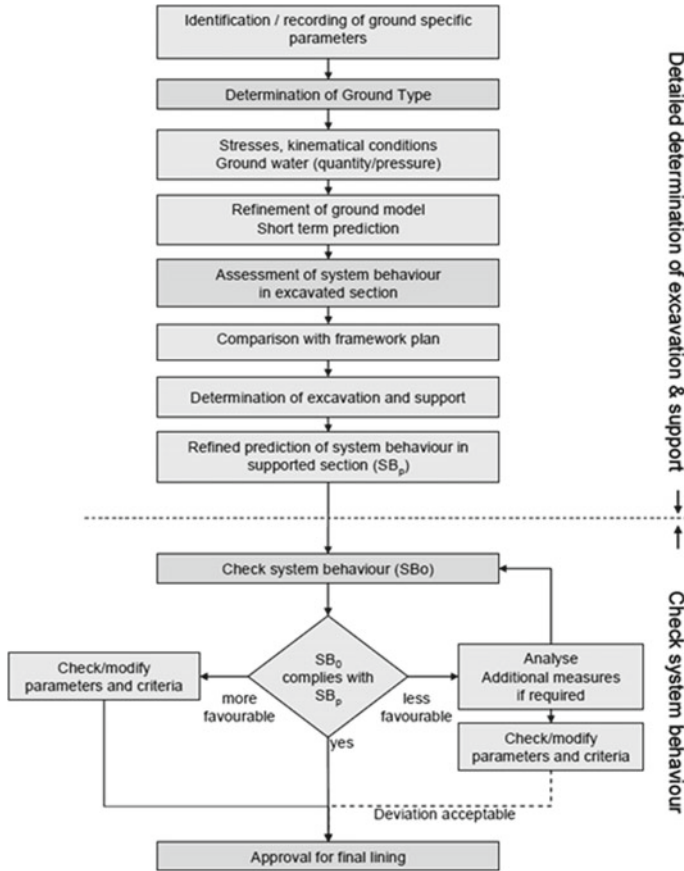 Identification / recording of ground specific
parameters
Determination of Ground Type
Stresses, kinematical conditions
Ground water (quantity/pressure)
Refinement of ground model
Short term prediction
Assessment of system behaviour
in excavated section
Comparison with framework plan
Determination of excavation and support
Refined prediction of system behaviour in
supported section (SBp)
Detailed determination of excavation & support
Check system behaviour (SBo)
SB0
complies with
SBp
more
favourable
less
favourable
yes
Check/modify
parameters and criteria
Analyse
Additional measures
if required
Check/modify
parameters and criteria
Deviation acceptable
Approval for final lining
Check system behaviour